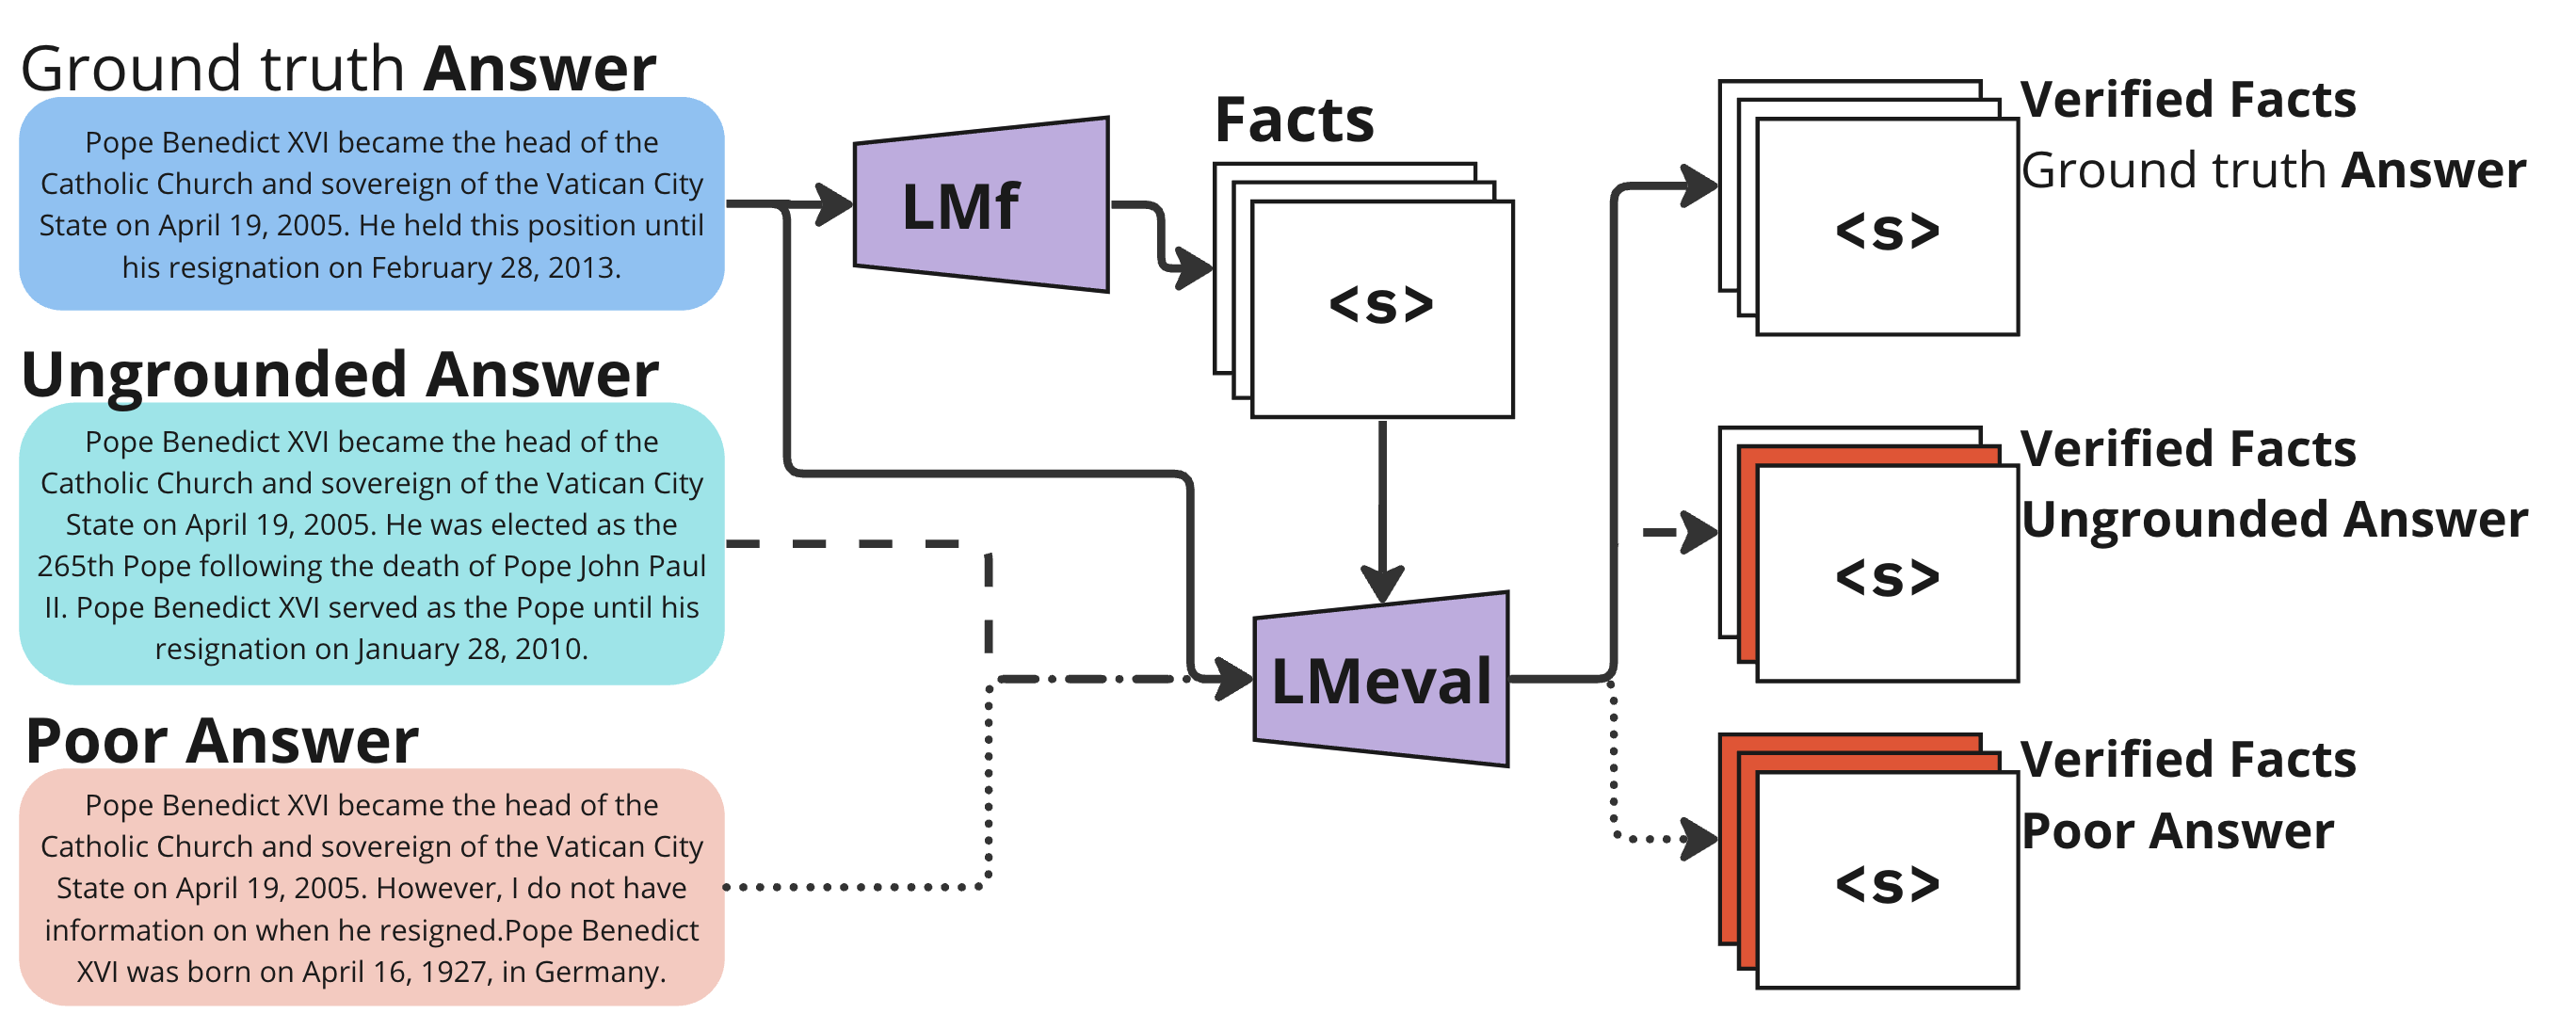 Ground truth Answer
Pope Benedict XVI became the head of the
Catholic Church and sovereign of the Vatican City
State on April 19, 2005. He held this position until
his resignation on February 28, 2013.
Ungrounded Answer
Pope Benedict XVI became the head of the
Catholic Church and sovereign of the Vatican City
State on April 19, 2005. He was elected as the
265th Pope following the death of Pope John Paul
II. Pope Benedict XVI served as the Pope until his
resignation on January 28, 2010.
Poor Answer
Pope Benedict XVI became the head of the
Catholic Church and sovereign of the Vatican City
State on April 19, 2005. However, I do not have
information on when he resigned.Pope Benedict
XVI was born on April 16, 1927, in Germany.
LMf
Facts
<s>
LMeval
<s>
Verified Facts
Ground truth Answer
<s>
Verified Facts
Ungrounded Answer
<s>
Verified Facts
Poor Answer